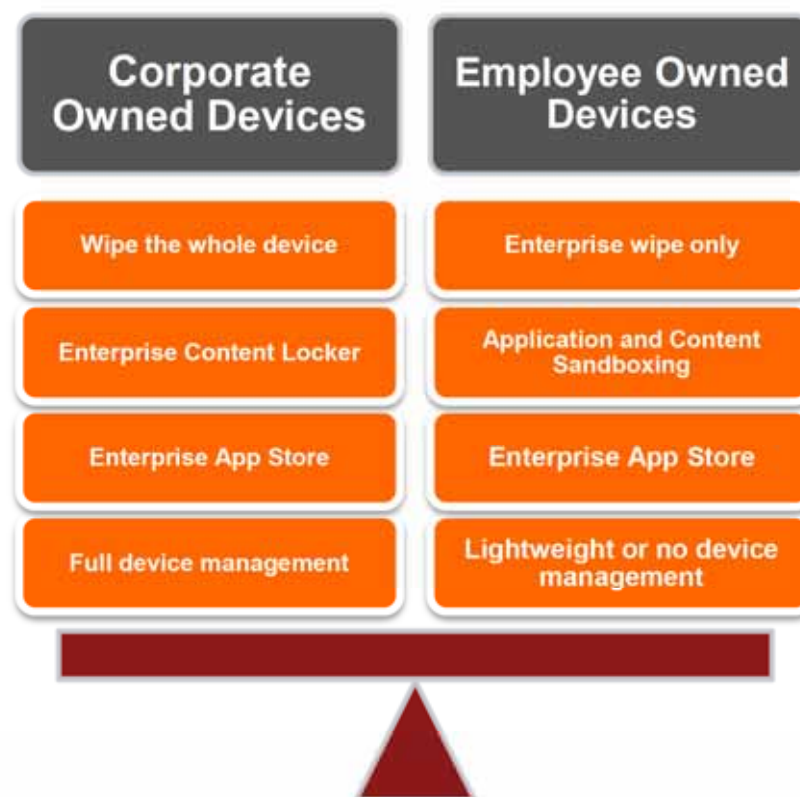 Corporate
Owned Devices
Employee Owned
Devices
Wipe the whole device
Enterprise wipe only
Enterprise Content Locker
Application and Content
Sandboxing
Enterprise App Store
Enterprise App Store
Full device management
Lightweight or no device
management